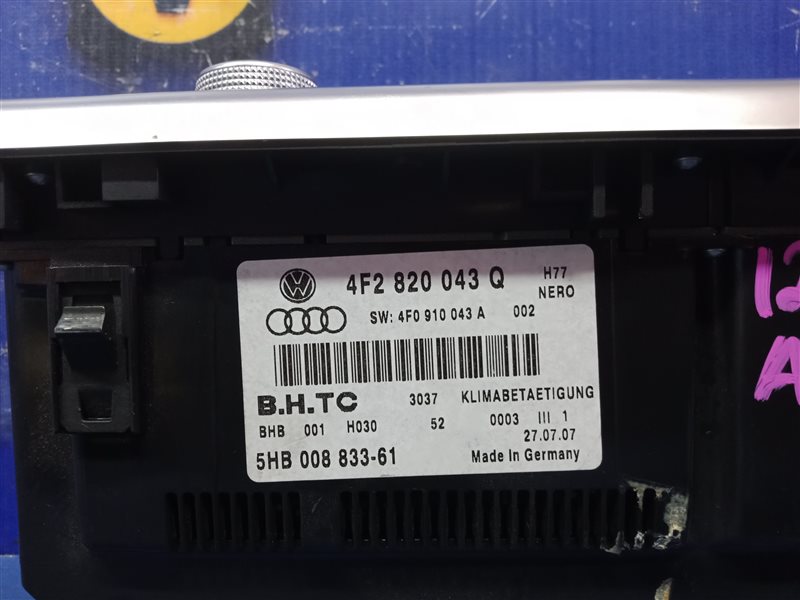 4F2 820 043 Q H77
NERO
SW: 4F0 910 043 A 002
B.H.TC 3037 KLIMABETAETIGUNG
BHB 001 H030 52 0003 III 1
27.07.07
5HB 008 833-61 Made In Germany